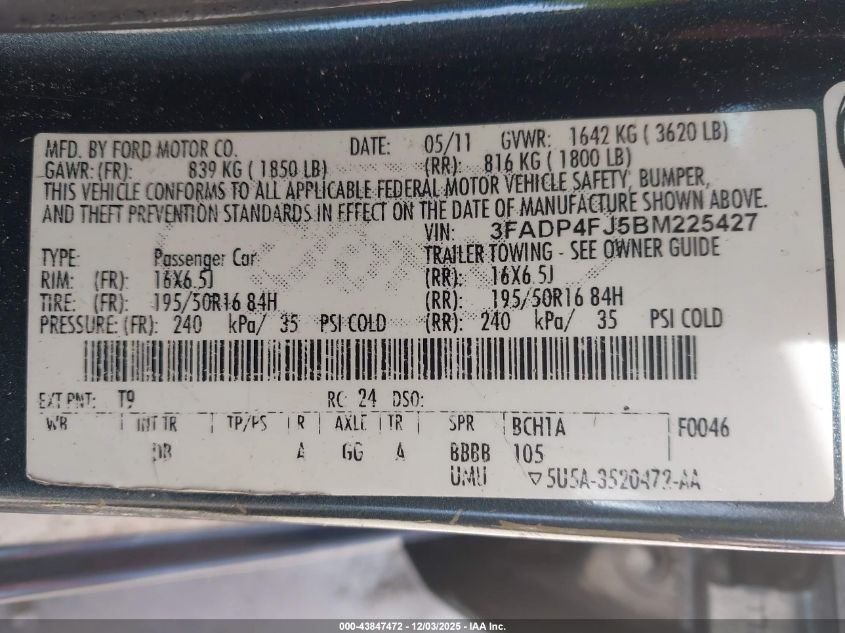 MFD. BY FORD MOTOR CO. DATE: 05/11 GVWR: 1642 KG ( 3620 LB)
GAWR: (FR): 839 KG ( 1850 LB) (RR): 816 KG ( 1800 LB)
THIS VEHICLE CONFORMS TO ALL APPLICABLE FEDERAL MOTOR VEHICLE SAFETY, BUMPER,
AND THEFT PREVENTION STANDARDS IN EFFECT ON THE DATE OF MANUFACTURE SHOWN ABOVE.
VIN: 3FADP4FJ5BM225427
TYPE: Passenger Car TRAILER TOWING - SEE OWNER GUIDE
RIM: (FR): 16X6.5J (RR): 16X6.5J
TIRE: (FR): 195/50R16 84H (RR): 195/50R16 84H
PRESSURE: (FR): 240 kPa/ 35 PSI COLD (RR): 240 kPa/ 35 PSI COLD
EXT PNT: T9 RC: 24 DSO:
WB INT TR TP/PS R AXLE TR SPR BCH1A F0046
DB A GG A BBBB 105
UMU ▽5U5A-3520472-AA
000-43847472 - 12/03/2025 - IAA Inc.